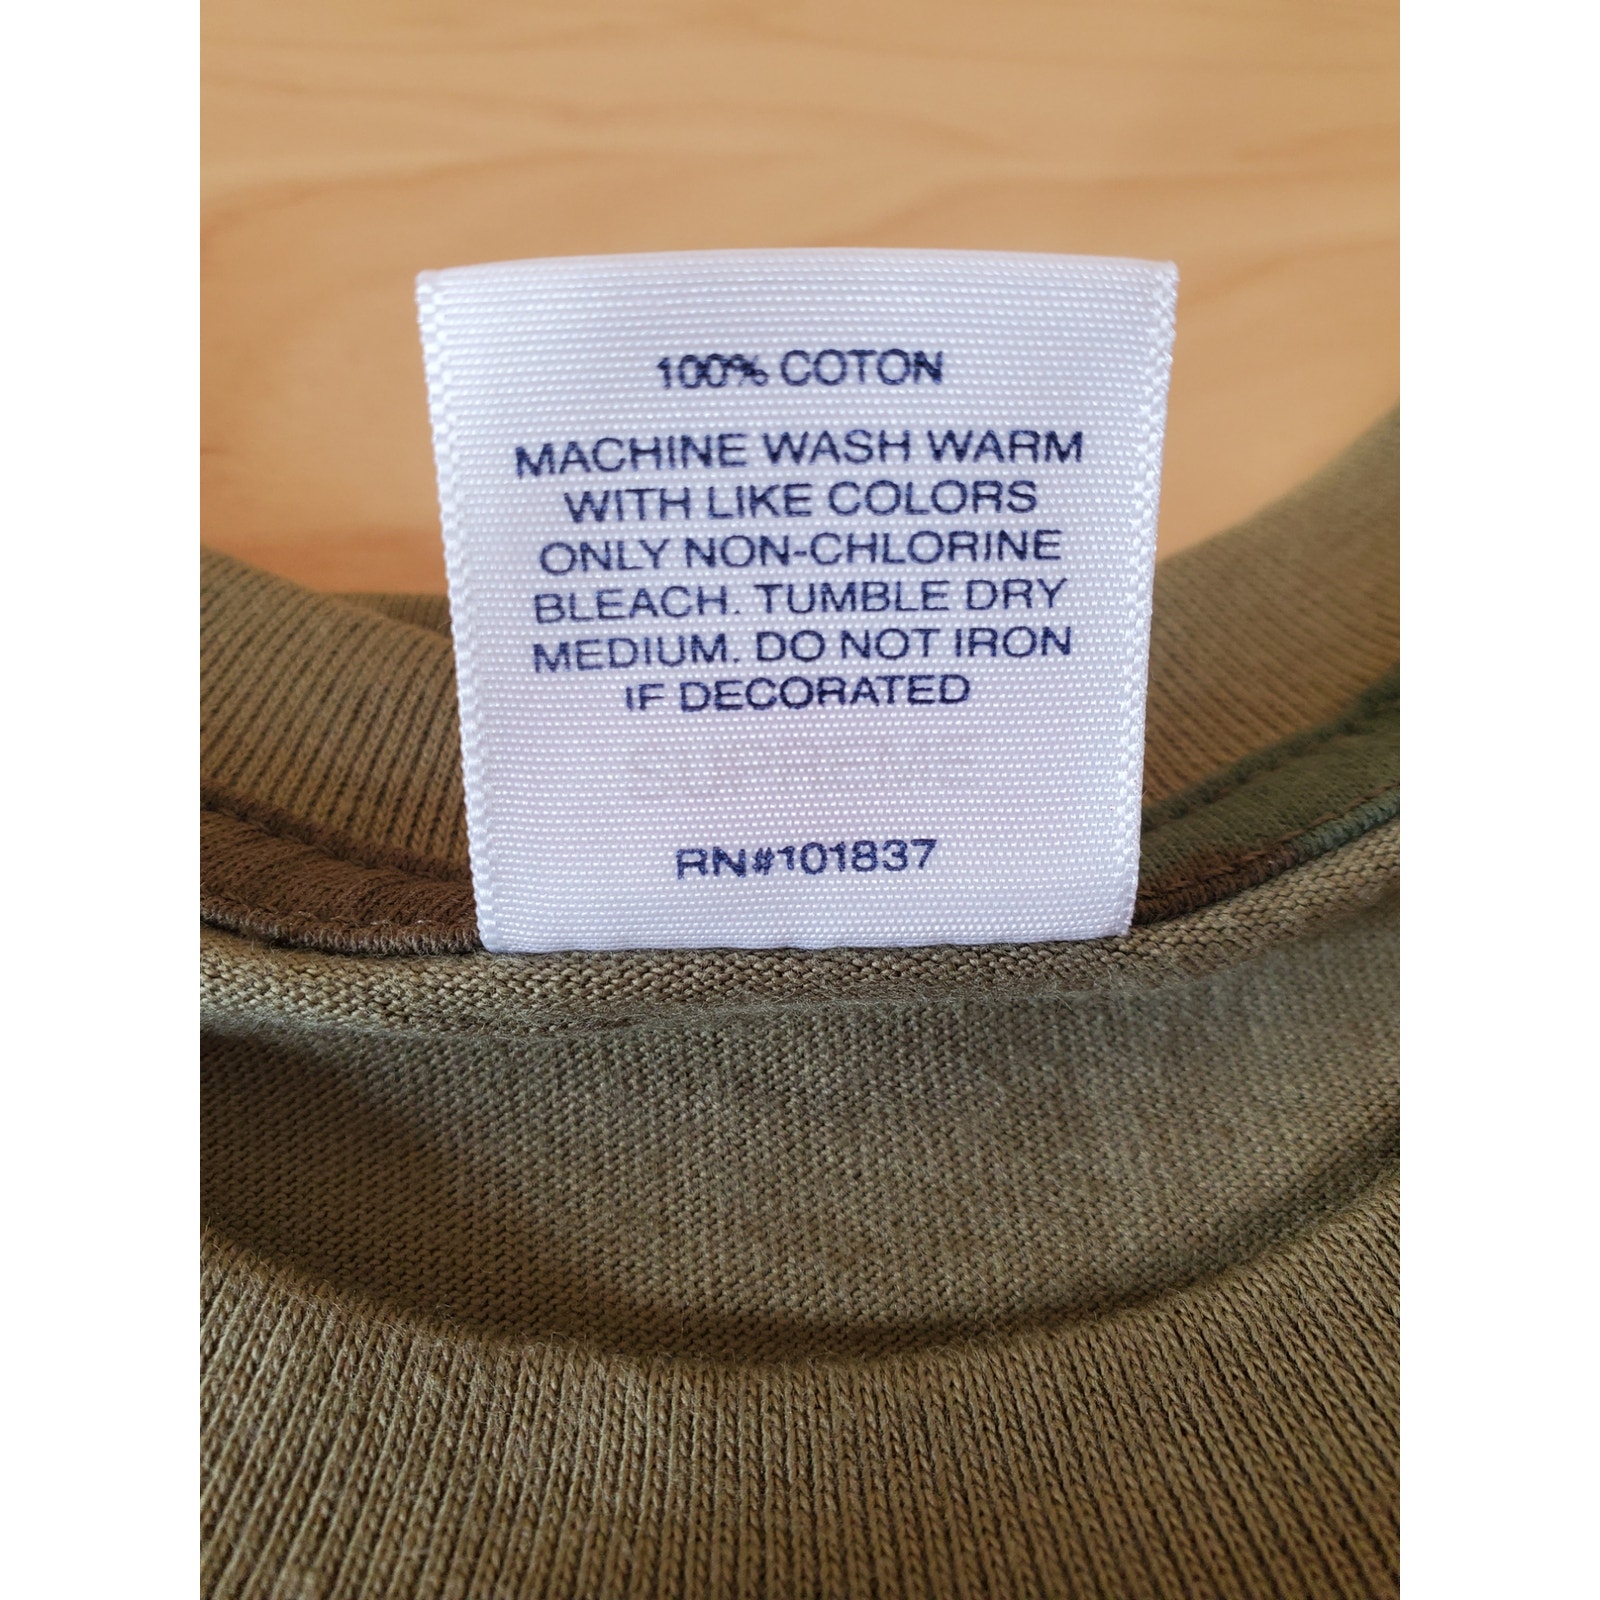 100% COTON
MACHINE WASH WARM
WITH LIKE COLORS
ONLY NON-CHLORINE
BLEACH. TUMBLE DRY
MEDIUM. DO NOT IRON
IF DECORATED
RN#101837